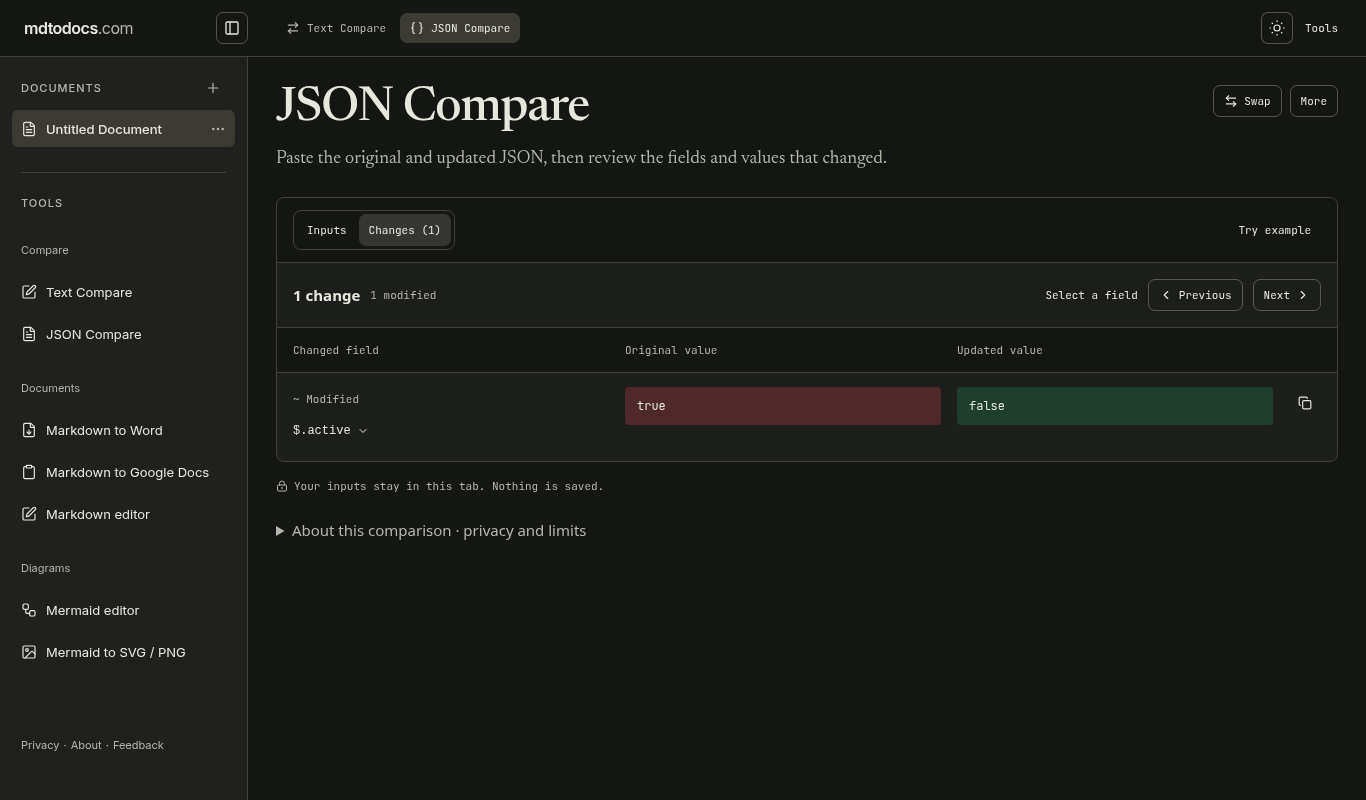 mdtodocs.com
Text Compare
JSON Compare
Tools
DOCUMENTS
Untitled Document
TOOLS
Compare
Text Compare
JSON Compare
Documents
Markdown to Word
Markdown to Google Docs
Markdown editor
Diagrams
Mermaid editor
Mermaid to SVG / PNG
Privacy · About · Feedback
JSON Compare
Swap
More
Paste the original and updated JSON, then review the fields and values that changed.
Inputs
Changes (1)
Try example
1 change 1 modified
Select a field
Previous
Next
Changed field
Original value
Updated value
~ Modified
$.active
true
false
Your inputs stay in this tab. Nothing is saved.
About this comparison · privacy and limits